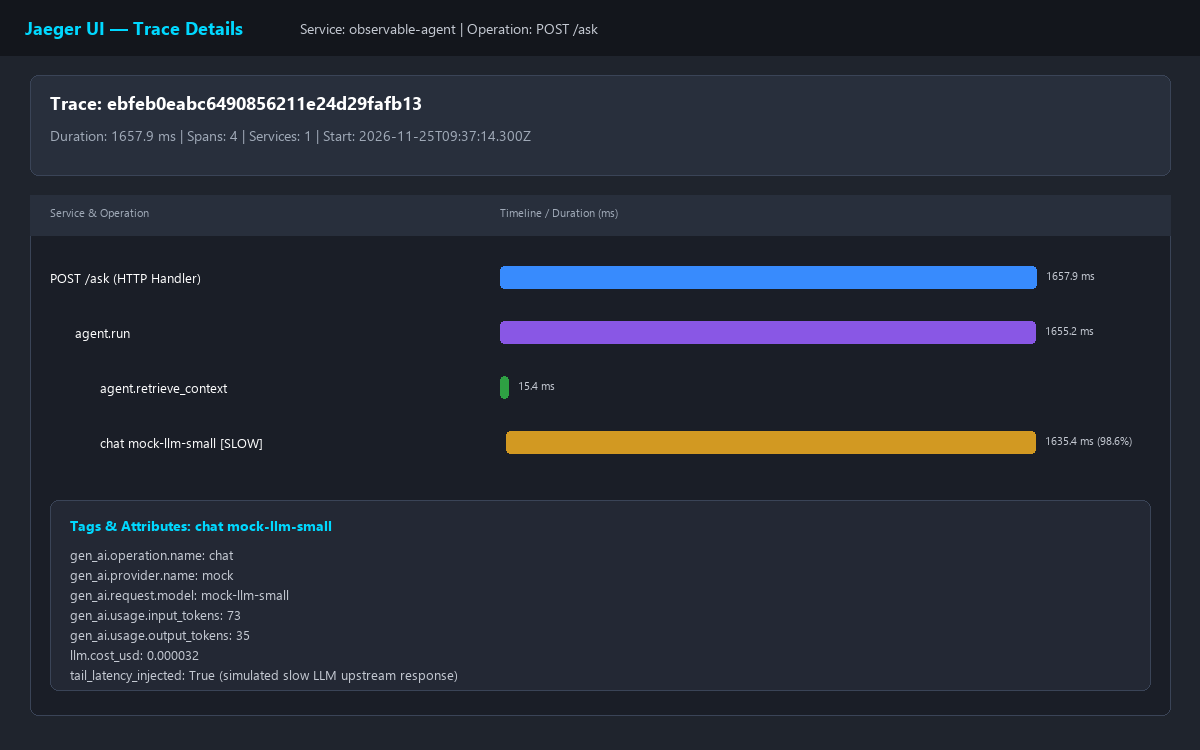 Jaeger UI — Trace Details
Service: observable-agent | Operation: POST /ask
Trace: ebfeb0eabc6490856211e24d29fafb13
Duration: 1657.9 ms | Spans: 4 | Services: 1 | Start: 2026-11-25T09:37:14.300Z
Service & Operation
Timeline / Duration (ms)
POST /ask (HTTP Handler)
1657.9 ms
agent.run
1655.2 ms
agent.retrieve_context
15.4 ms
chat mock-llm-small [SLOW]
1635.4 ms (98.6%)
Tags & Attributes: chat mock-llm-small
gen_ai.operation.name: chat
gen_ai.provider.name: mock
gen_ai.request.model: mock-llm-small
gen_ai.usage.input_tokens: 73
gen_ai.usage.output_tokens: 35
llm.cost_usd: 0.000032
tail_latency_injected: True (simulated slow LLM upstream response)